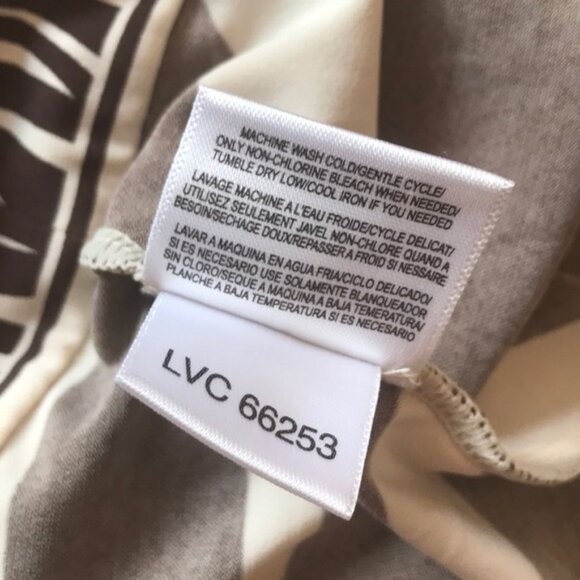 MACHINE WASH COLD/GENTLE CYCLE/
ONLY NON-CHLORINE BLEACH WHEN NEEDED/
TUMBLE DRY LOW/COOL IRON IF YOU NEEDED
LAVAGE MACHINE A L'EAU FROIDE/CYCLE DELICAT/
UTILISEZ SEULEMENT JAVEL NON-CHLORE QUAND A
BESOIN/SECHAGE DOUX/REPASSER A FROID SI NESSAIRE
LAVAR A MAQUINA EN AGUA FRIA/CICLO DELICADO/
SI ES NECESARIO USE SOLAMENTE BLANQUEADOR
SIN CLORO/SEQUE A MAQUINA A BAJA TEMPERATURA/
PLANCHE A BAJA TEMPERATURA SI ES NECESARIO
LVC 66253